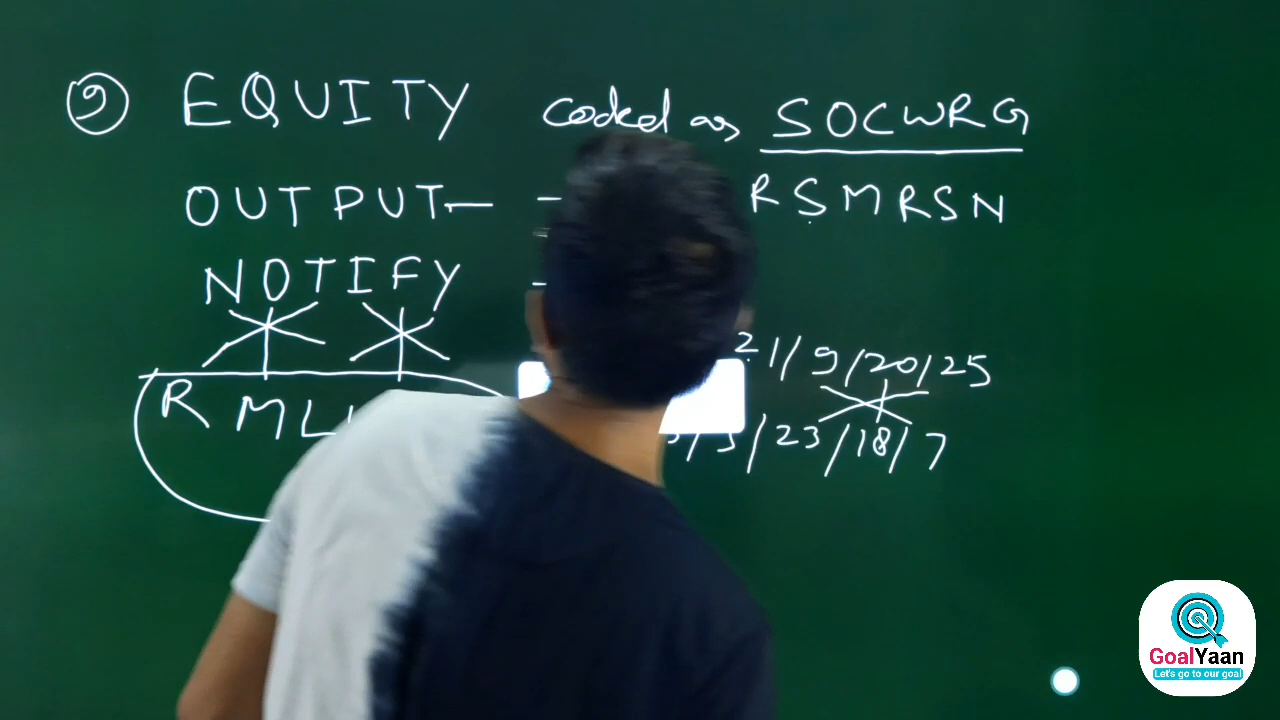 9 EQUITY coded as SOCWRG
OUTPUT - - RSMRSN
NOTIFY -
21/9/20/25
R M L
/23/18/7
GoalYaan
Let's go to our goal